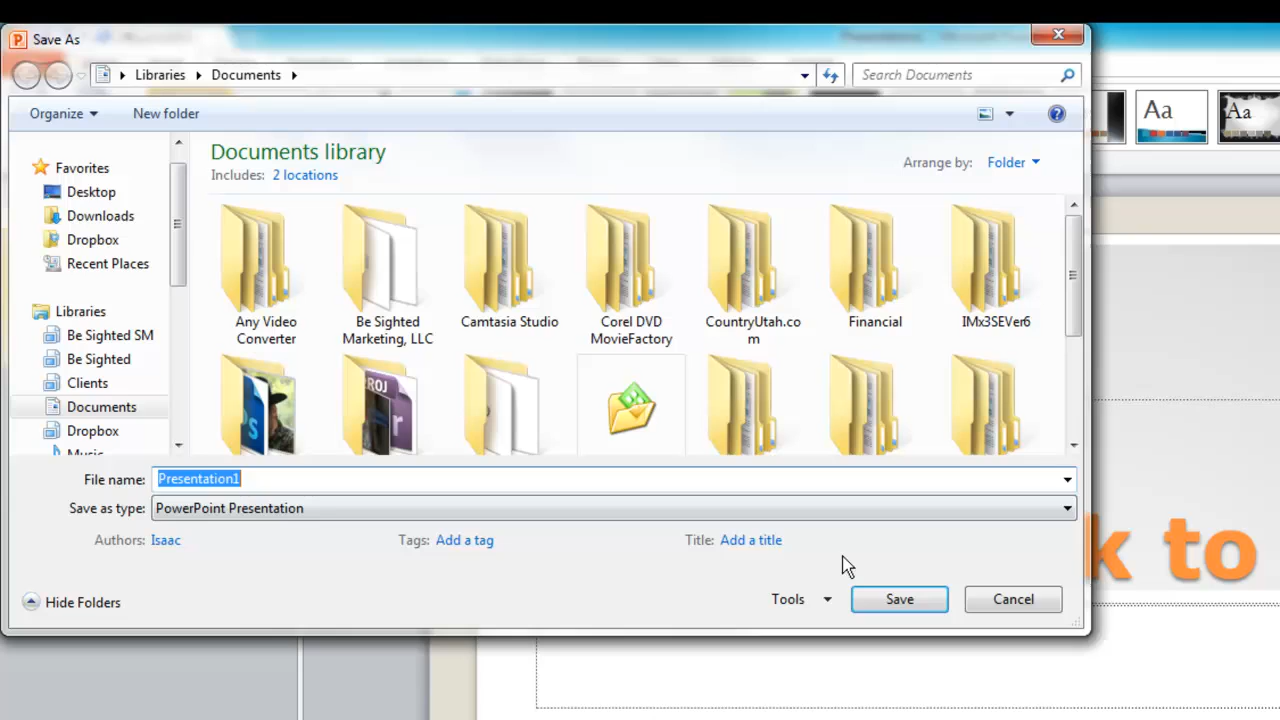 Save As
Libraries Documents
Search Documents
Organize
New folder
Documents library
Includes: 2 locations
Arrange by: Folder
Favorites
Desktop
Downloads
Dropbox
Recent Places
Libraries
Be Sighted SM
Be Sighted
Clients
Documents
Dropbox
Music
Any Video
Converter
Be Sighted
Marketing, LLC
Camtasia Studio
Corel DVD
MovieFactory
CountryUtah.co
m
Financial
IMx3SEVer6
File name: Presentation1
Save as type: PowerPoint Presentation
Authors: Isaac
Tags: Add a tag
Title: Add a title
Hide Folders
Tools
Save
Cancel
Aa
Aa
k to